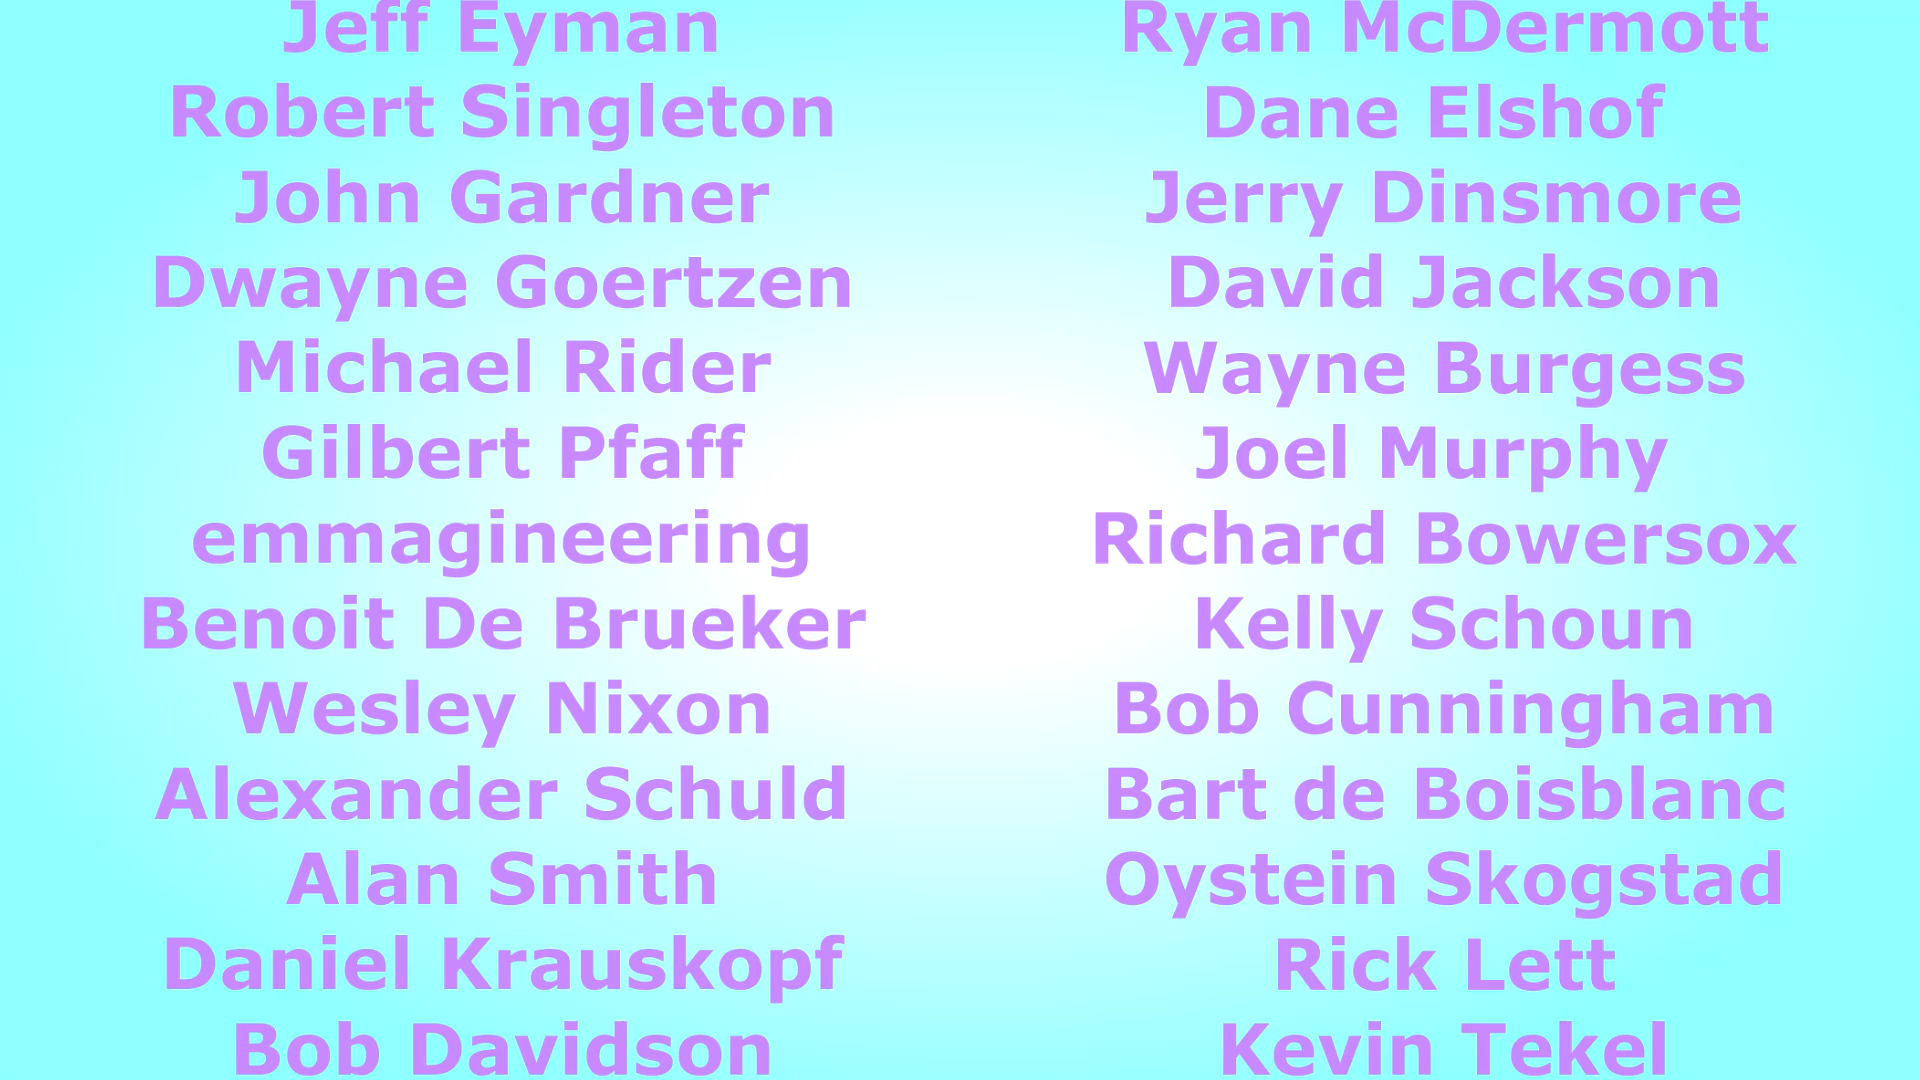 Jeff Eyman
Robert Singleton
John Gardner
Dwayne Goertzen
Michael Rider
Gilbert Pfaff
emmagineering
Benoit De Brueker
Wesley Nixon
Alexander Schuld
Alan Smith
Daniel Krauskopf
Bob Davidson
Ryan McDermott
Dane Elshof
Jerry Dinsmore
David Jackson
Wayne Burgess
Joel Murphy
Richard Bowersox
Kelly Schoun
Bob Cunningham
Bart de Boisblanc
Oystein Skogstad
Rick Lett
Kevin Tekel